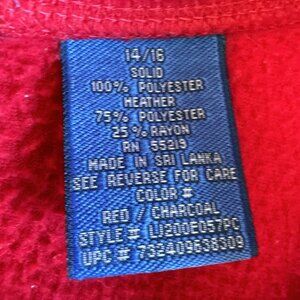 14/16
SOLID
100% POLYESTER
HEATHER
75% POLYESTER
25% RAYON
RN 55219
MADE IN SRI LANKA
SEE REVERSE FOR CARE
COLOR #
RED // CHARCOAL
STYLE # LJ200E057PC
UPC # 732409638309